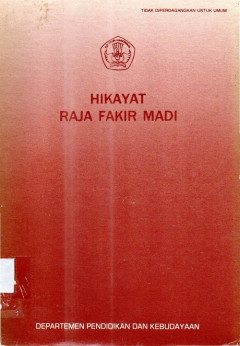 TIDAK DIPERDAGANGKAN UNTUK UMUM
HIKAYAT
RAJA FAKIR MADI
DEPARTEMEN PENDIDIKAN DAN KEBUDAYAAN